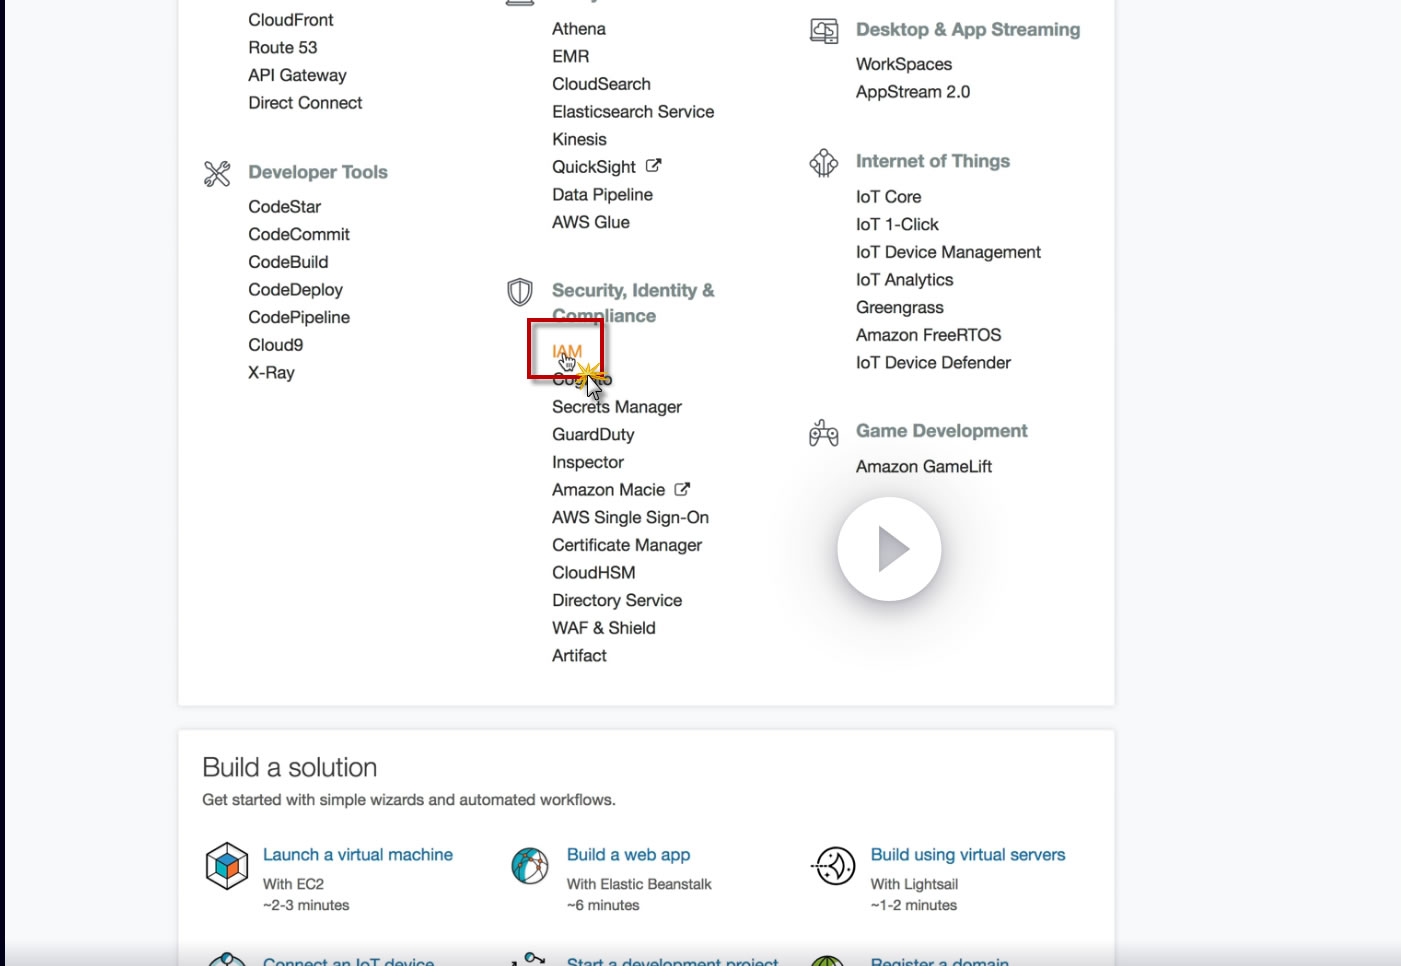 CloudFront
Route 53
API Gateway
Direct Connect
Developer Tools
CodeStar
CodeCommit
CodeBuild
CodeDeploy
CodePipeline
Cloud9
X-Ray
Athena
EMR
CloudSearch
Elasticsearch Service
Kinesis
QuickSight
Data Pipeline
AWS Glue
Security, Identity &
Compliance
IAM
Cognito
Secrets Manager
GuardDuty
Inspector
Amazon Macie
AWS Single Sign-On
Certificate Manager
CloudHSM
Directory Service
WAF & Shield
Artifact
Desktop & App Streaming
WorkSpaces
AppStream 2.0
Internet of Things
IoT Core
IoT 1-Click
IoT Device Management
IoT Analytics
Greengrass
Amazon FreeRTOS
IoT Device Defender
Game Development
Amazon GameLift
Build a solution
Get started with simple wizards and automated workflows.
Launch a virtual machine
With EC2
~2-3 minutes
Build a web app
With Elastic Beanstalk
~6 minutes
Build using virtual servers
With Lightsail
~1-2 minutes
Connect an IoT device
Start a development project
Register a domain